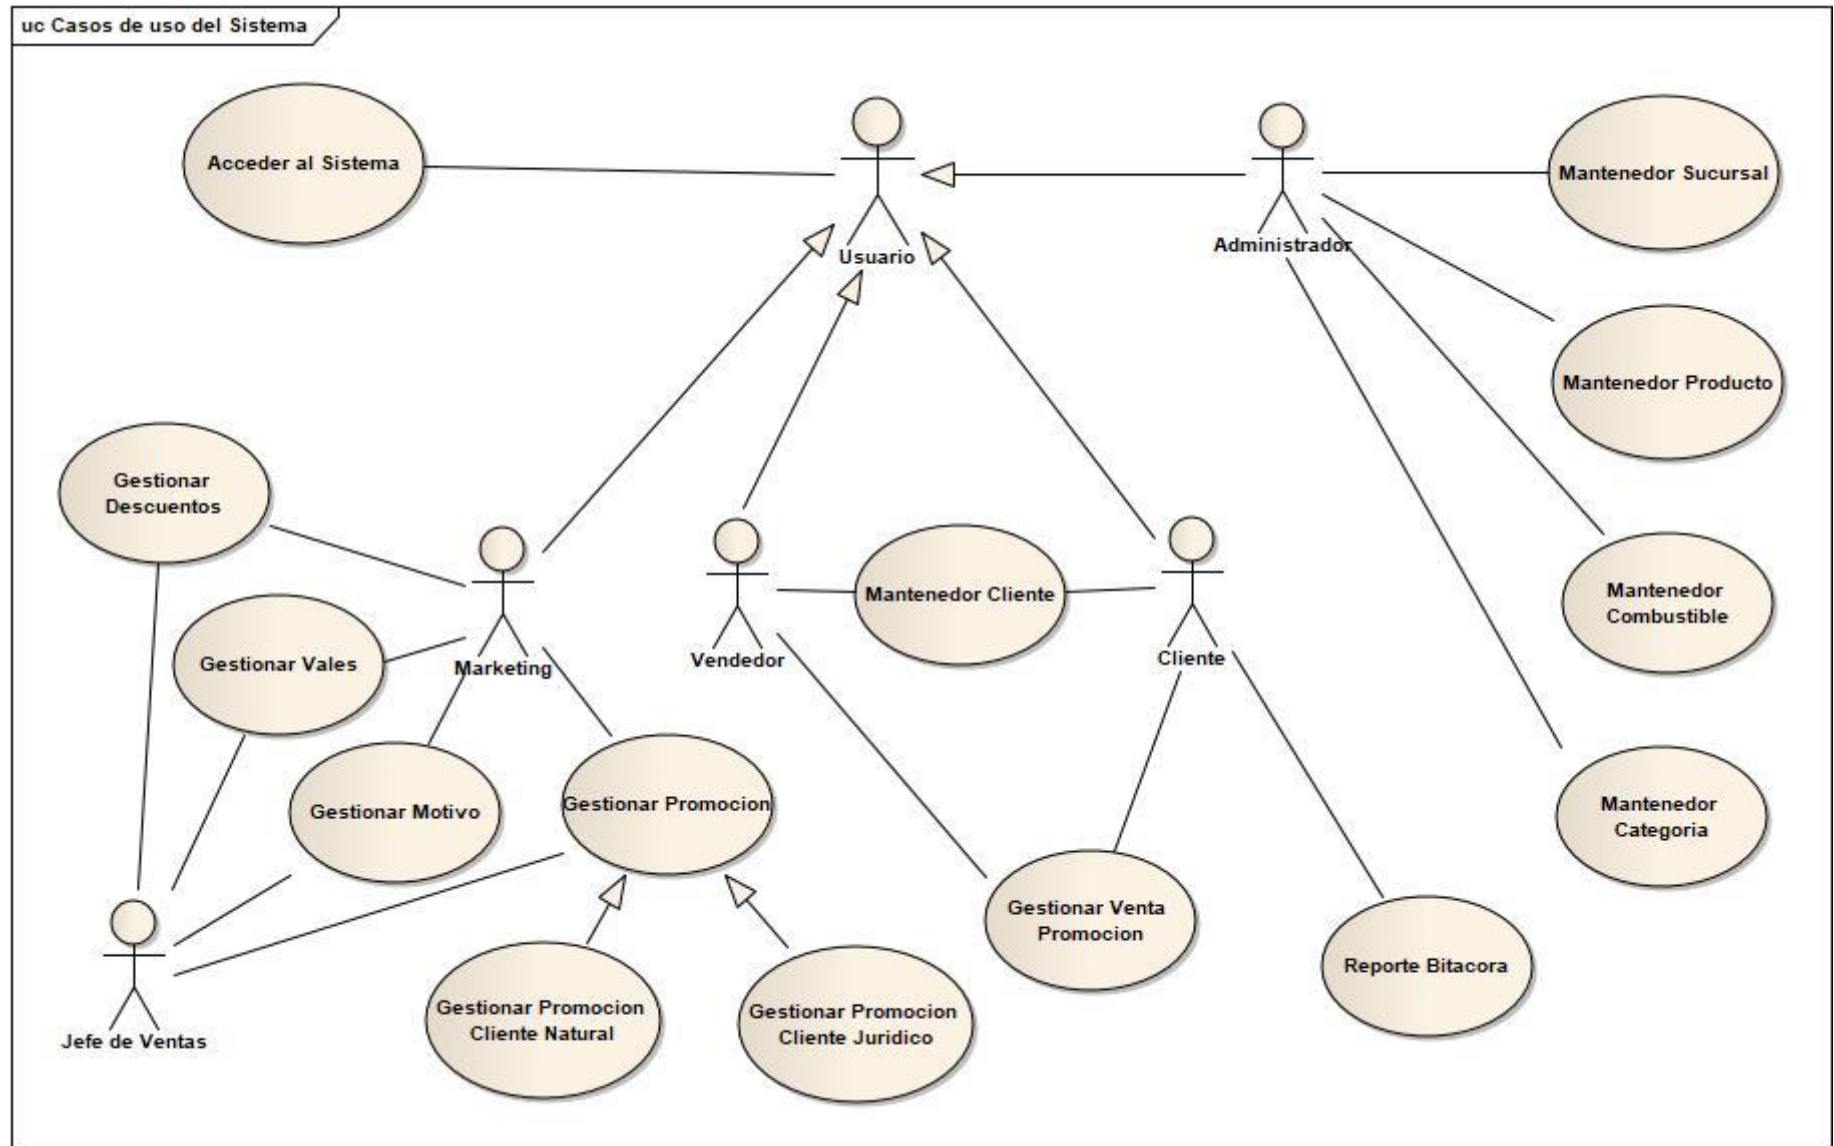 uc Casos de uso del Sistema
Acceder al Sistema
Usuario
Administrador
Mantenedor Sucursal
Mantenedor Producto
Gestionar
Descuentos
Marketing
Vendedor
Mantenedor Cliente
Cliente
Mantenedor
Combustible
Gestionar Vales
Gestionar Motivo
Gestionar Promocion
Mantenedor
Categoria
Gestionar Venta
Promocion
Reporte Bitacora
Jefe de Ventas
Gestionar Promocion
Cliente Natural
Gestionar Promocion
Cliente Juridico